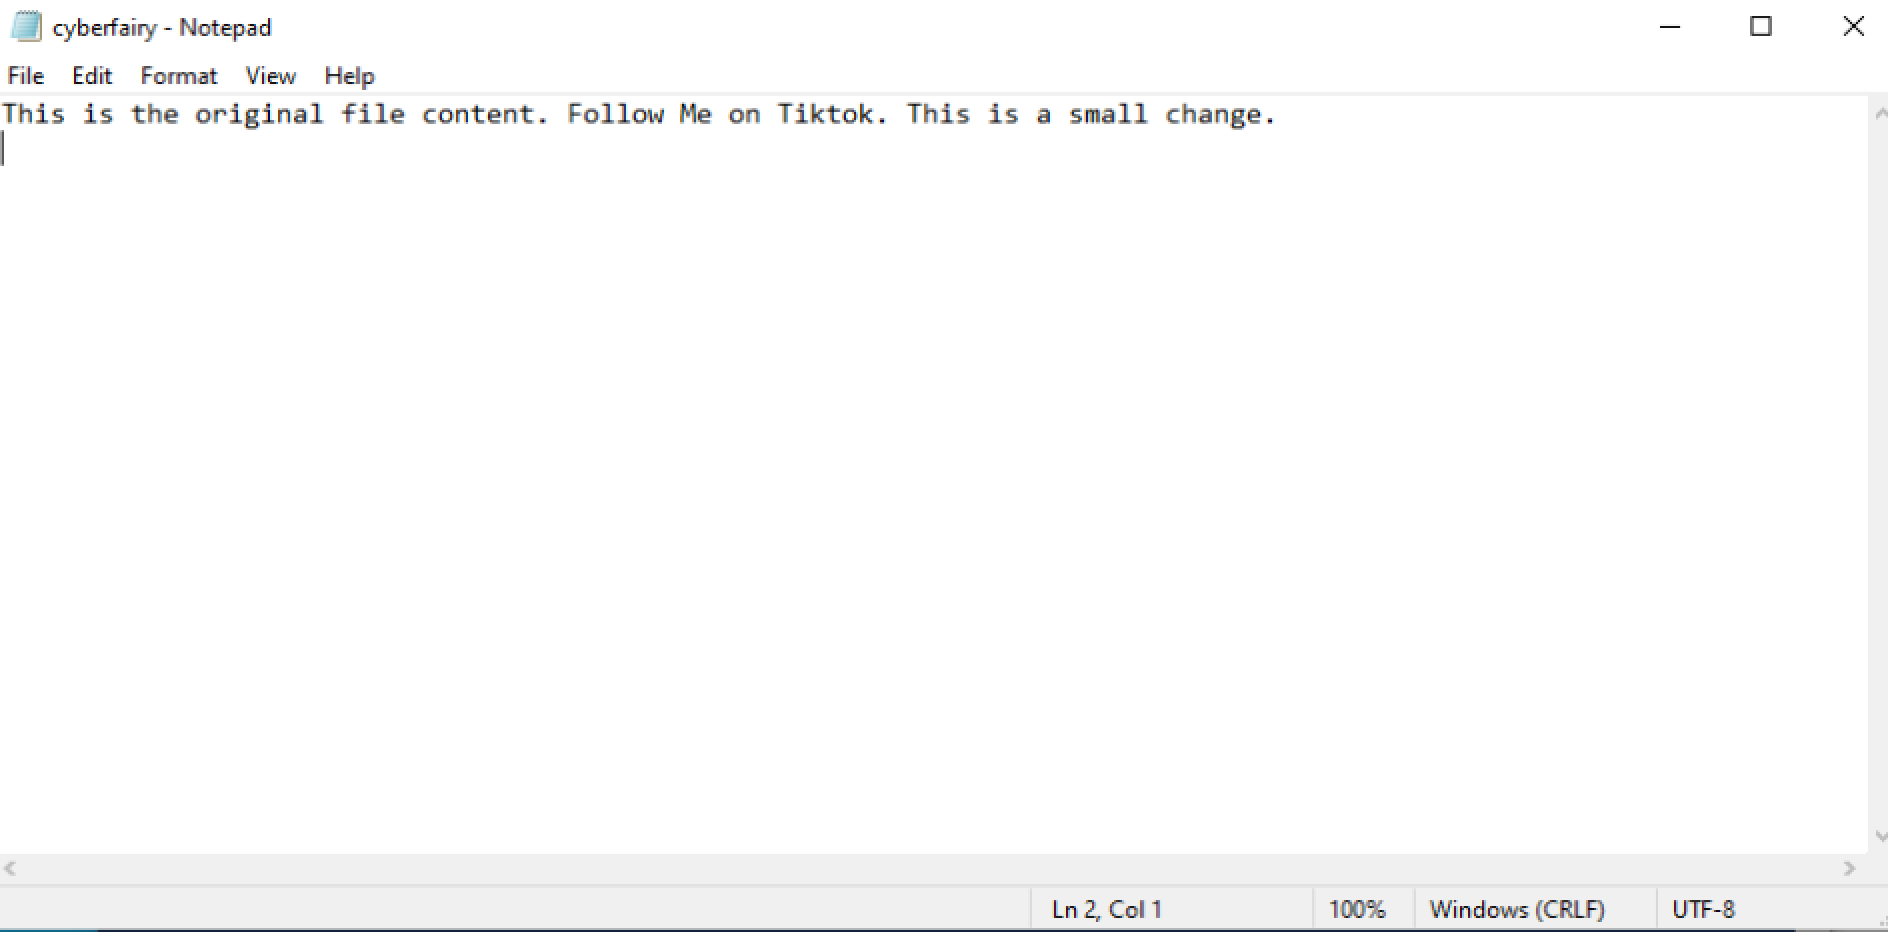 cyberfairy - Notepad
File Edit Format View Help
This is the original file content. Follow Me on Tiktok. This is a small change.
Ln 2, Col 1 100% Windows (CRLF) UTF-8